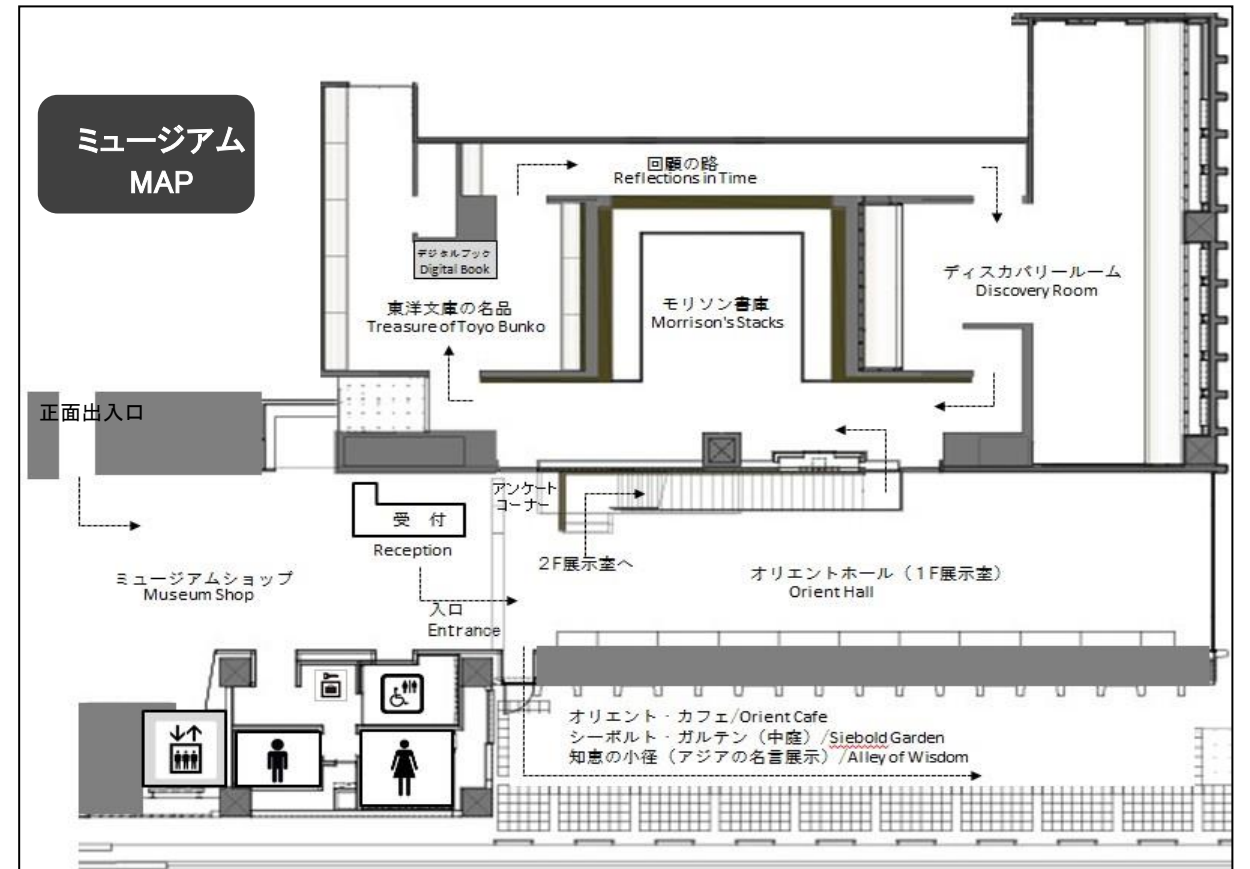 ミュージアム
MAP
回顧の路
Reflections in Time
デジタルブック
Digital Book
東洋文庫の名品
Treasure of Toyo Bunko
モリソン書庫
Morrison's Stacks
ディスカバリールーム
Discovery Room
正面出入口
アンケート
コーナー
受 付
Reception
2F展示室へ
オリエントホール(1F展示室)
Orient Hall
ミュージアムショップ
Museum Shop
入口
Entrance
オリエント・カフェ/Orient Cafe
シーボルト・ガルテン(中庭)/Siebold Garden
知恵の小径(アジアの名言展示)/Alley of Wisdom